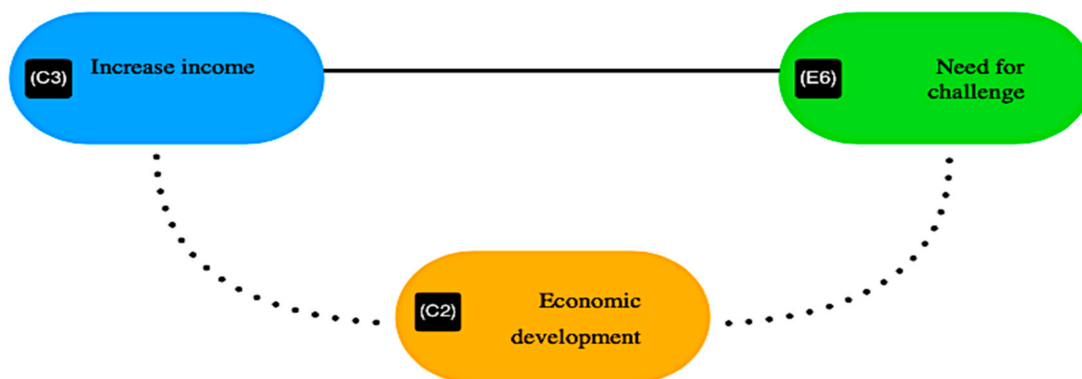 (C3) Increase income
(E6) Need for
challenge
(C2) Economic
development